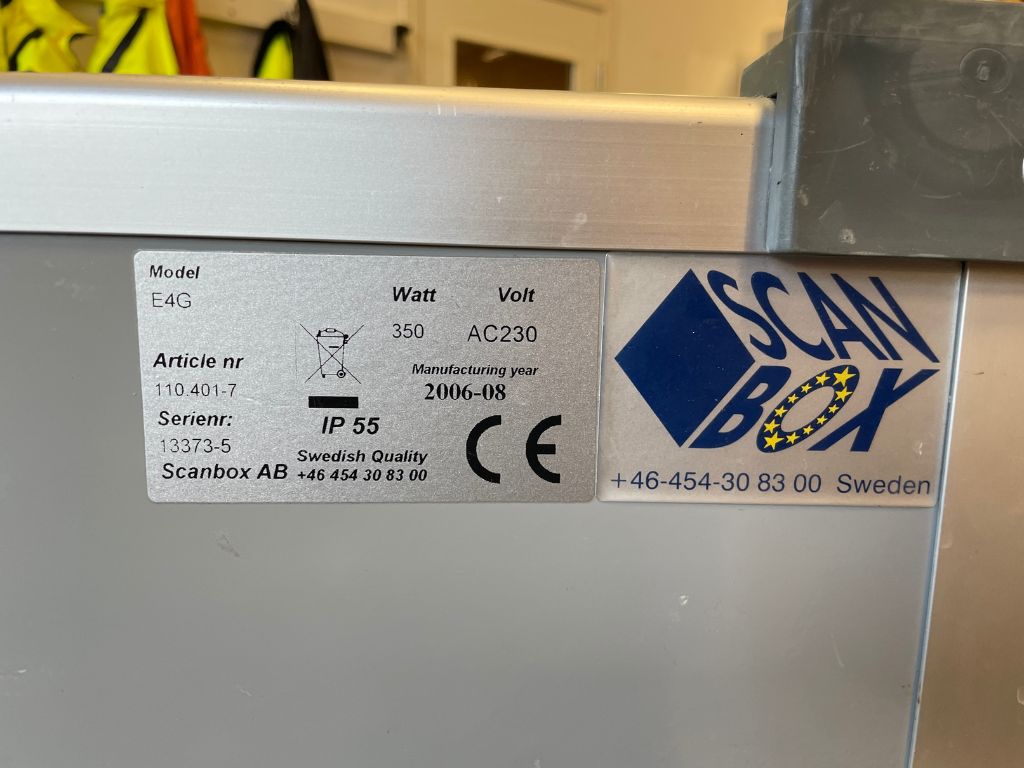 Model
E4G
Watt Volt
350 AC230
Article nr
110.401-7
Manufacturing year
2006-08
Serienr:
13373-5
IP 55
CE
Scanbox AB
Swedish Quality
+46 454 30 83 00
SCAN
BOX
+46-454-30 83 00 Sweden